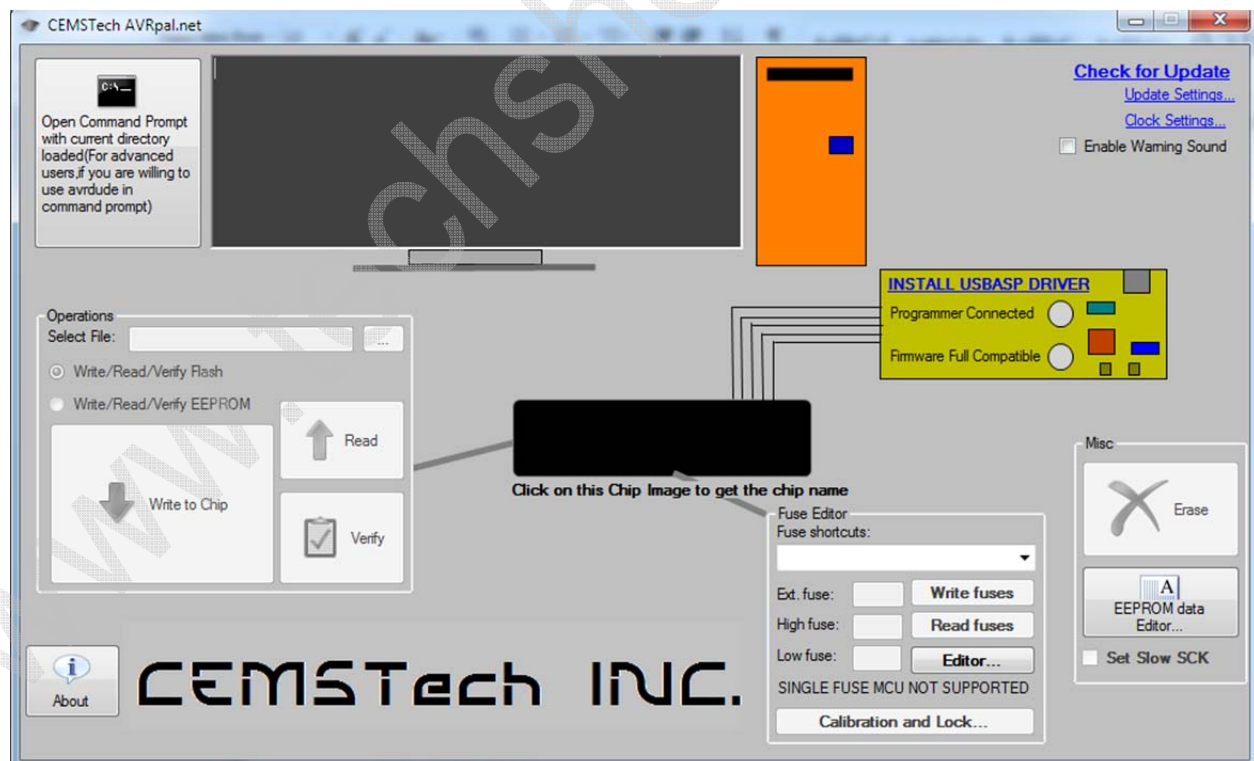 CEMSTech AVRpal.net
C:\
Open Command Prompt
with current directory
loaded(For advanced
users,if you are willing to
use avrdude in
command prompt)
Check for Update
Update Settings...
Clock Settings...
Enable Warning Sound
INSTALL USBASP DRIVER
Programmer Connected
Firmware Full Compatible
Operations
Select File:
...
Write/Read/Verify Flash
Write/Read/Verify EEPROM
Write to Chip
Read
Verify
Click on this Chip Image to get the chip name
Fuse Editor
Fuse shortcuts:
Ext. fuse:
Write fuses
High fuse:
Read fuses
Low fuse:
Editor...
SINGLE FUSE MCU NOT SUPPORTED
Calibration and Lock...
Misc
Erase
A
EEPROM data
Editor...
Set Slow SCK
About
CEMSTech INC.